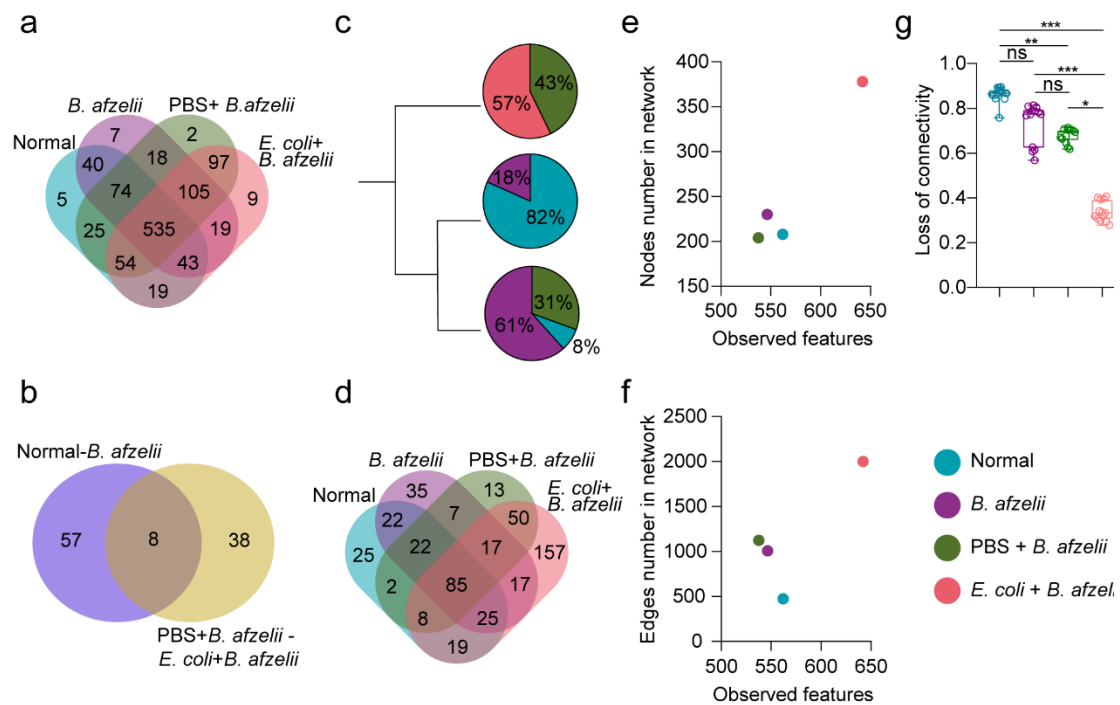 a
B. afzelii
PBS+ B.afzelii
Normal
E. coli+
B. afzelii
7
2
40
18
97
5
74
105
9
25
535
19
54
43
19
b
Normal-B. afzelii
57
8
38
PBS+B. afzelii -
E. coli+B. afzelii
c
43%
57%
18%
82%
31%
61%
8%
d
B. afzelii
PBS+B. afzelii
Normal
E. coli+
B. afzelii
35
13
22
7
50
25
22
17
157
2
85
17
8
25
19
e
Nodes number in network
400
350
300
250
200
150
500
550
600
650
Observed features
f
Edges number in network
2500
2000
1500
1000
500
0
500
550
600
650
Observed features
g
Loss of connectivity
1.0
0.8
0.6
0.4
0.2
0.0
***
**
ns
***
ns
*
Normal
B. afzelii
PBS + B. afzelii
E. coli + B. afzeli